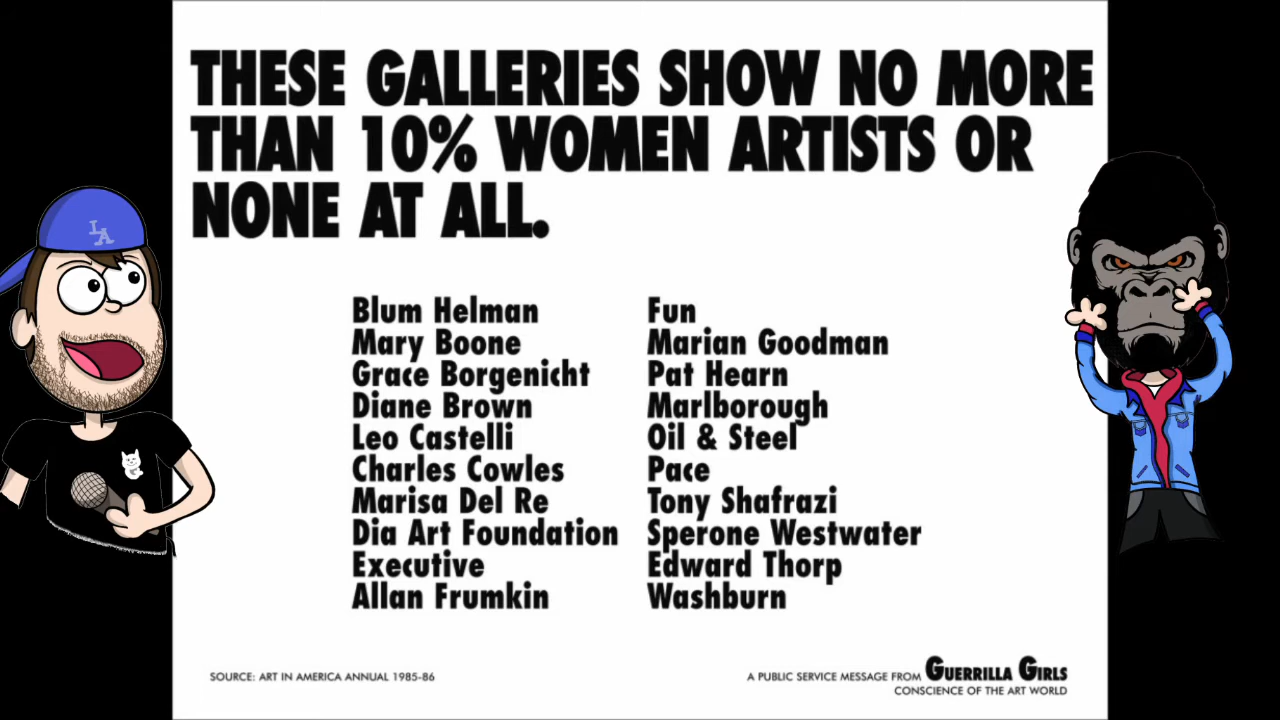 THESE GALLERIES SHOW NO MORE
THAN 10% WOMEN ARTISTS OR
NONE AT ALL.
LA
Blum Helman
Mary Boone
Grace Borgenicht
Diane Brown
Leo Castelli
Charles Cowles
Marisa Del Re
Dia Art Foundation
Executive
Allan Frumkin
Fun
Marian Goodman
Pat Hearn
Marlborough
Oil & Steel
Pace
Tony Shafrazi
Sperone Westwater
Edward Thorp
Washburn
SOURCE: ART IN AMERICA ANNUAL 1985-86
A PUBLIC SERVICE MESSAGE FROM GUERRILLA GIRLS
CONSCIENCE OF THE ART WORLD